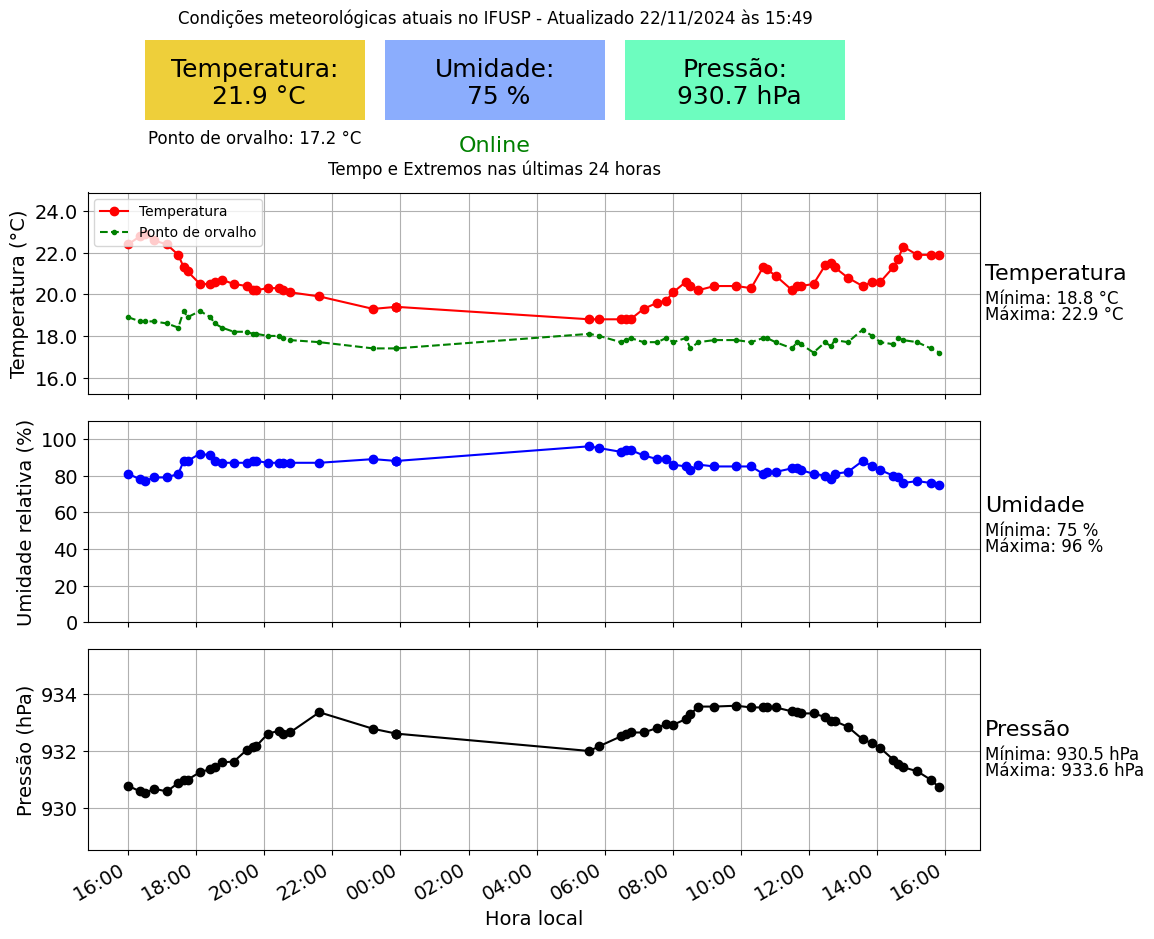 Condições meteorológicas atuais no IFUSP - Atualizado 22/11/2024 às 15:49
Temperatura:
21.9 °C
Umidade:
75 %
Pressão:
930.7 hPa
Ponto de orvalho: 17.2 °C
Online
Tempo e Extremos nas últimas 24 horas
Temperatura (°C)
24.0
22.0
20.0
18.0
16.0
Temperatura
Ponto de orvalho
Temperatura
Mínima: 18.8 °C
Máxima: 22.9 °C
Umidade relativa (%)
100
80
60
40
20
0
Umidade
Mínima: 75 %
Máxima: 96 %
Pressão (hPa)
934
932
930
Pressão
Mínima: 930.5 hPa
Máxima: 933.6 hPa
16:00 18:00 20:00 22:00 00:00 02:00 04:00 06:00 08:00 10:00 12:00 14:00 16:00
Hora local